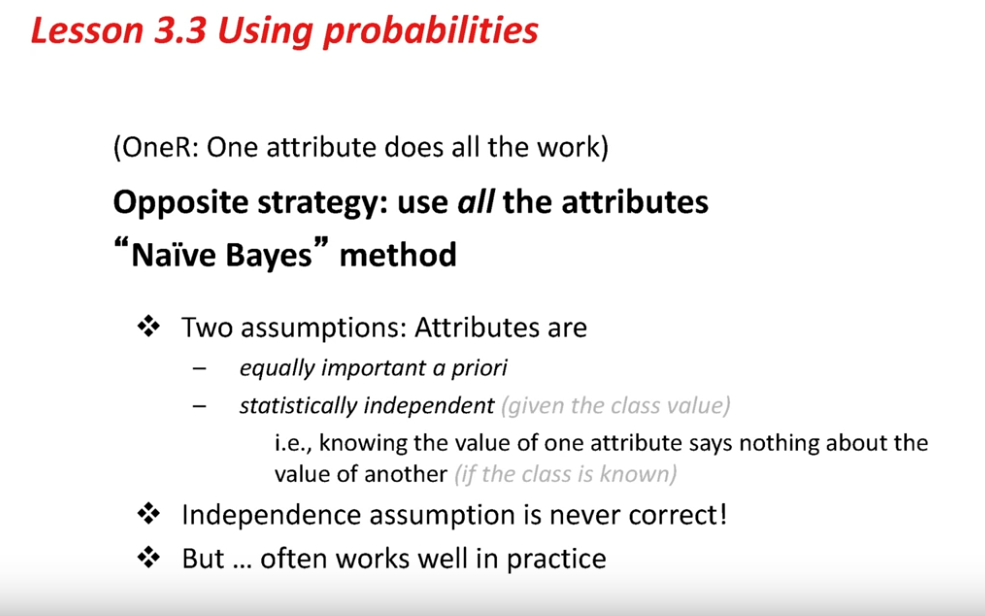 Lesson 3.3 Using probabilities
(OneR: One attribute does all the work)
Opposite strategy: use all the attributes
“Naïve Bayes” method
❖ Two assumptions: Attributes are
– equally important a priori
– statistically independent (given the class value)
i.e., knowing the value of one attribute says nothing about the
value of another (if the class is known)
❖ Independence assumption is never correct!
❖ But … often works well in practice